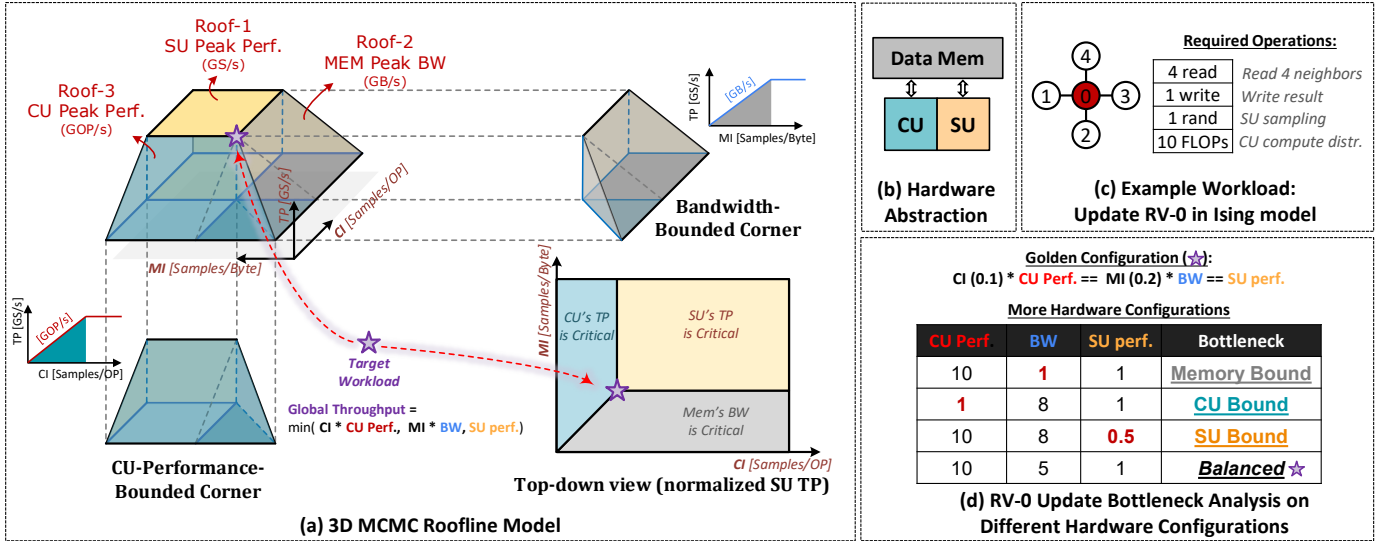 Roof-1
SU Peak Perf.
(GS/s)
Roof-2
MEM Peak BW
(GB/s)
Roof-3
CU Peak Perf.
(GOP/s)
TP [GS/s]
CI [Samples/OP]
MI [Samples/Byte]
TP [GS/s]
[GB/s]
MI [Samples/Byte]
Bandwidth-
Bounded Corner
TP [GS/s]
[GOP/s]
CI [Samples/OP]
CU-Performance-
Bounded Corner
Target
Workload
Global Throughput =
min( CI * CU Perf., MI * BW, SU perf.)
MI [Samples/Byte]
CU's TP
is Critical
SU's TP
is Critical
Mem's BW
is Critical
CI [Samples/OP]
Top-down view (normalized SU TP)
(a) 3D MCMC Roofline Model
Data Mem
CU
SU
(b) Hardware
Abstraction
4
1
0
3
2
Required Operations:
4 read
Read 4 neighbors
1 write
Write result
1 rand
SU sampling
10 FLOPs
CU compute distr.
(c) Example Workload:
Update RV-0 in Ising model
Golden Configuration (☆):
CI (0.1) * CU Perf. == MI (0.2) * BW == SU perf.
More Hardware Configurations
CU Perf. BW SU perf. Bottleneck
10 1 1 Memory Bound
1 8 1 CU Bound
10 8 0.5 SU Bound
10 5 1 Balanced ☆
(d) RV-0 Update Bottleneck Analysis on
Different Hardware Configurations